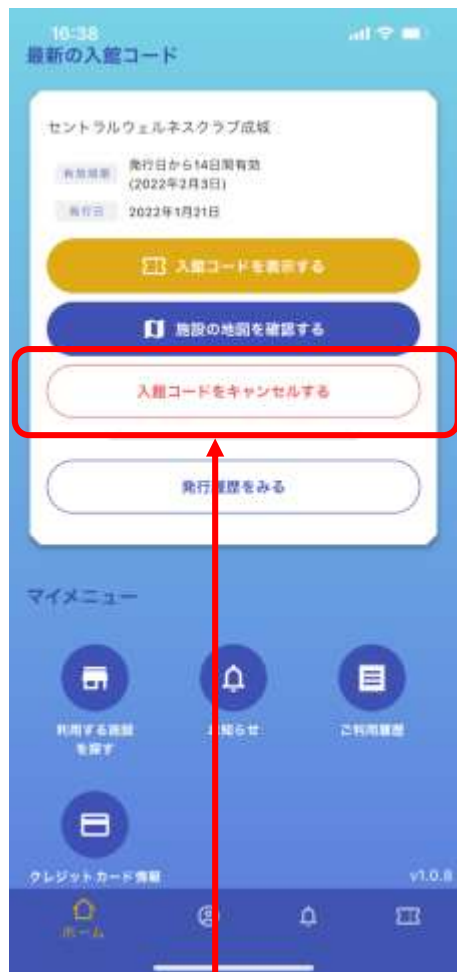 16:38
最新の入館コード
セントラルウェルネスクラブ成城
有効期限
発行日から14日間有効
(2022年2月3日)
発行日
2022年1月21日
入館コードを表示する
施設の地図を確認する
入館コードをキャンセルする
発行履歴をみる
マイメニュー
利用する施設
を探す
お知らせ
ご利用履歴
クレジットカード情報
v1.0.8
ホーム